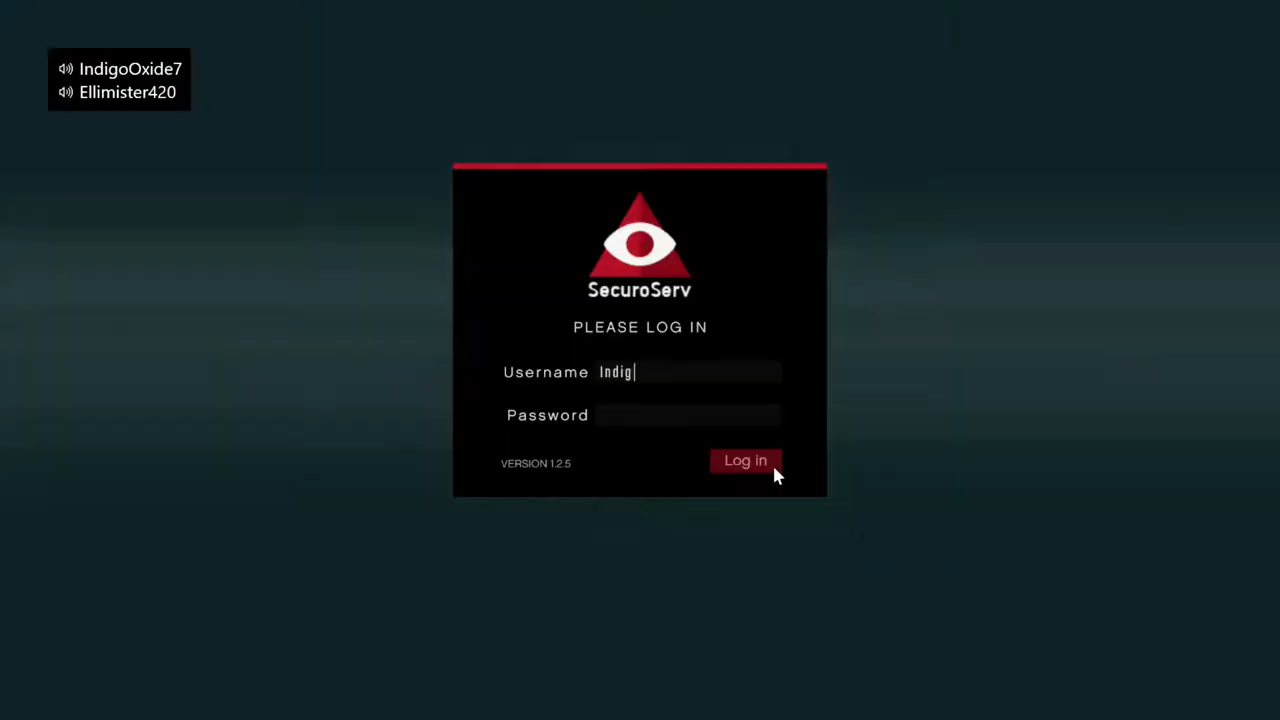 IndigoOxide7
Ellimister420
SecuroServ
PLEASE LOG IN
Username Indig
Password
VERSION 1.2.5 Log in